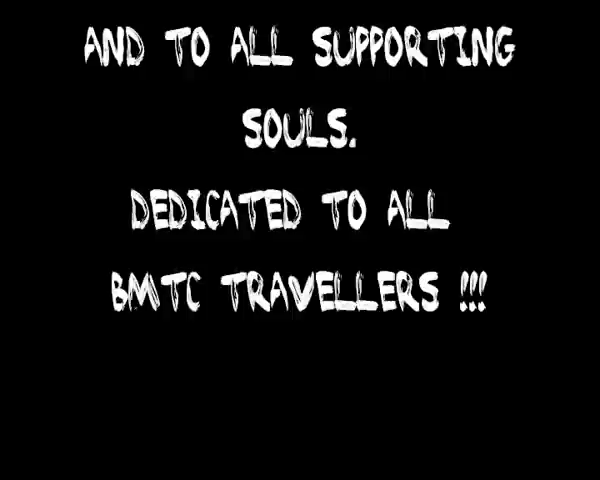 AND TO ALL SUPPORTING
SOULS.
DEDICATED TO ALL
BMTC TRAVELLERS !!!